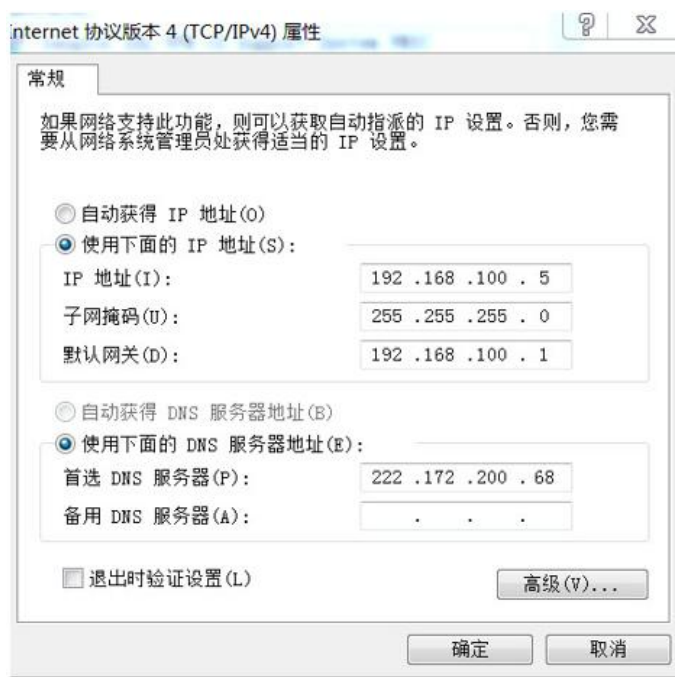 nternet 协议版本 4 (TCP/IPv4) 属性
常规
如果网络支持此功能，则可以获取自动指派的 IP 设置。否则，您需
要从网络系统管理员处获得适当的 IP 设置。
自动获得 IP 地址(O)
使用下面的 IP 地址(S):
IP 地址(I): 192 .168 .100 . 5
子网掩码(U): 255 .255 .255 . 0
默认网关(D): 192 .168 .100 . 1
自动获得 DNS 服务器地址(B)
使用下面的 DNS 服务器地址(E):
首选 DNS 服务器(P): 222 .172 .200 . 68
备用 DNS 服务器(A): . . .
退出时验证设置(L)
高级(V)...
确定 取消